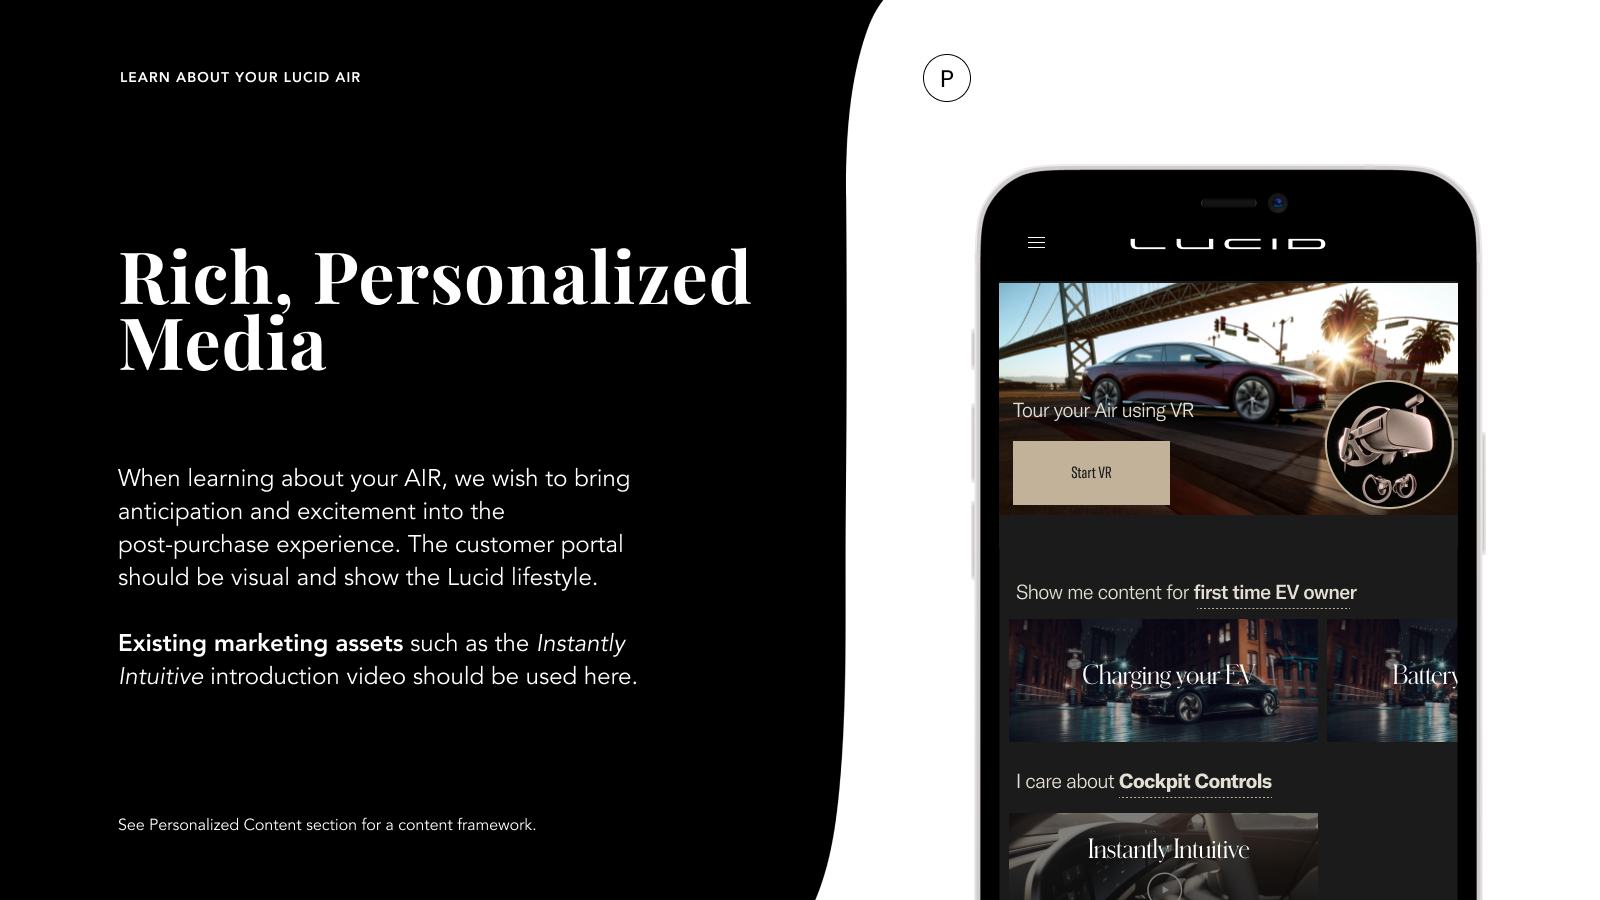 LEARN ABOUT YOUR LUCID AIR
Rich, Personalized
Media
When learning about your AIR, we wish to bring
anticipation and excitement into the
post-purchase experience. The customer portal
should be visual and show the Lucid lifestyle.
Existing marketing assets such as the Instantly
Intuitive introduction video should be used here.
See Personalized Content section for a content framework.
P
LUCID
Tour your Air using VR
Start VR
Show me content for first time EV owner
Charging your EV
Battery
I care about Cockpit Controls
Instantly Intuitive